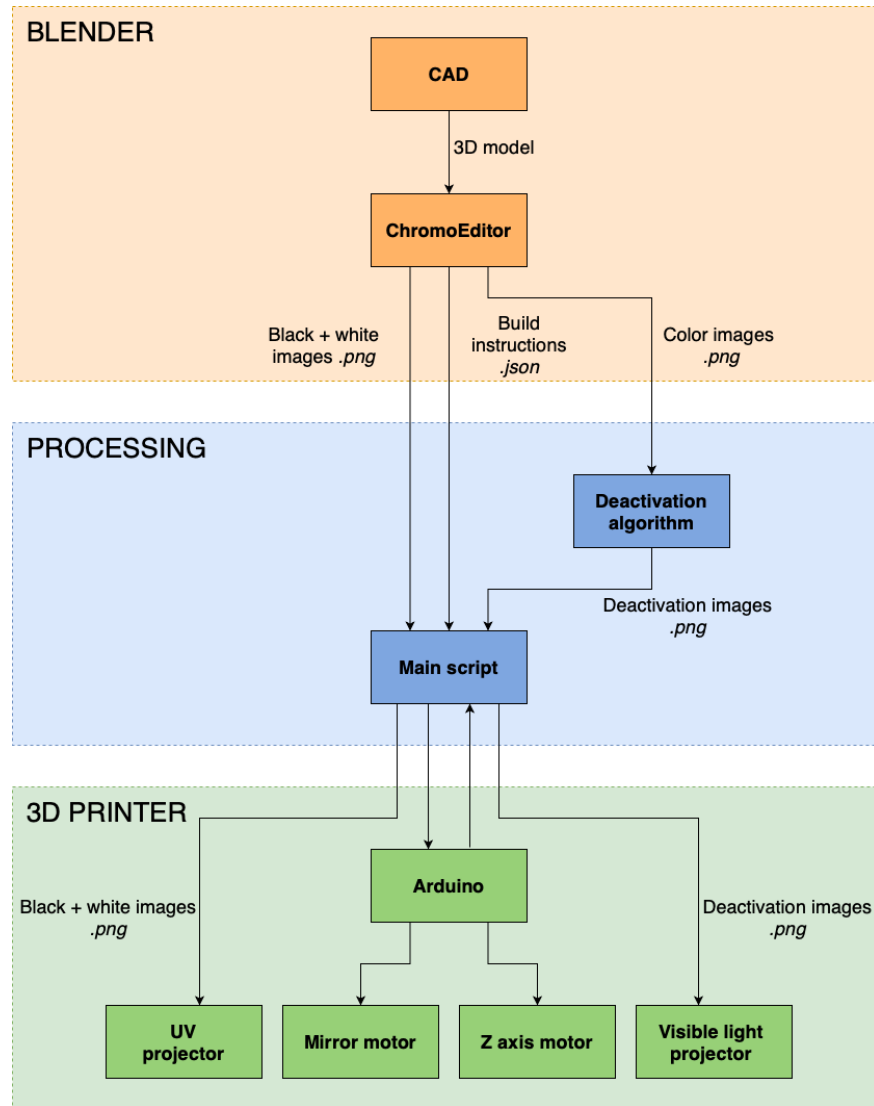 BLENDER
CAD
3D model
ChromoEditor
Black + white
images .png
Build
instructions
.json
Color images
.png
PROCESSING
Deactivation
algorithm
Deactivation images
.png
Main script
3D PRINTER
Arduino
Black + white images
.png
Deactivation images
.png
UV
projector
Mirror motor
Z axis motor
Visible light
projector